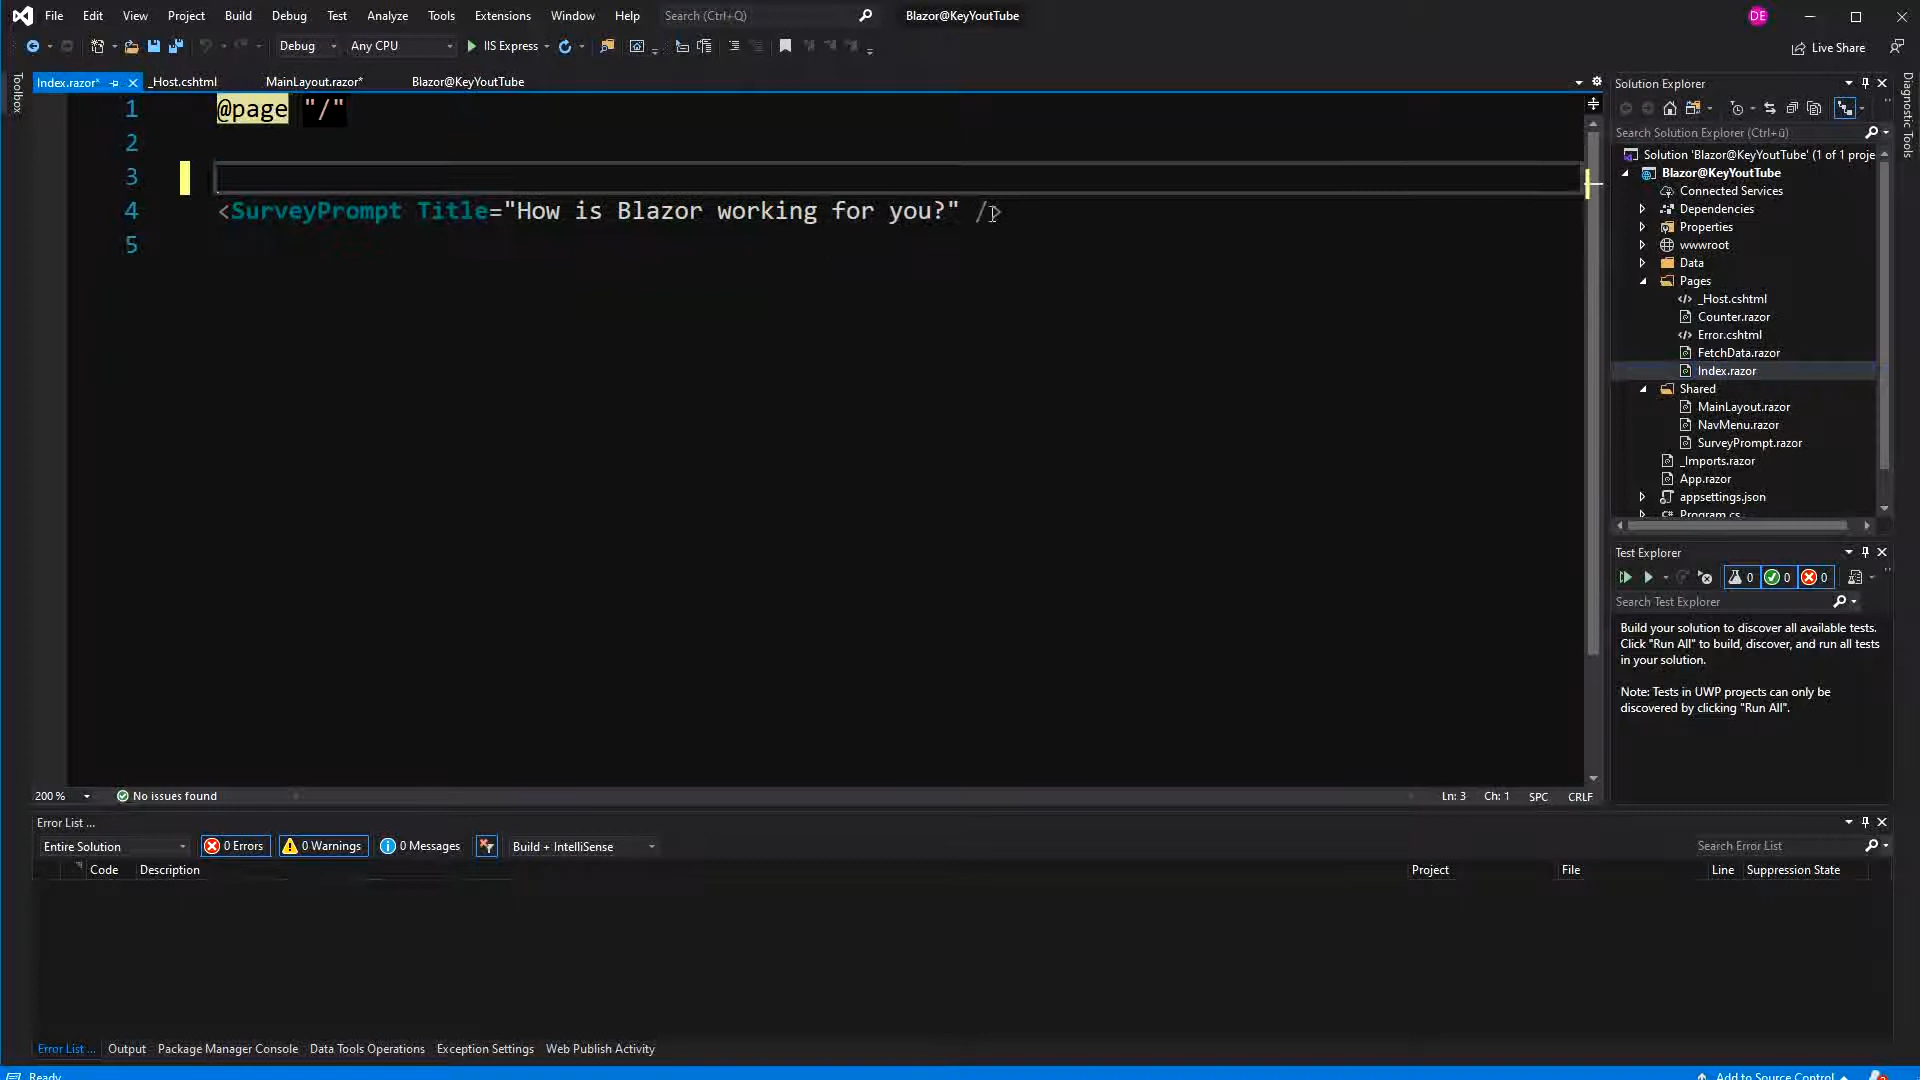 File Edit View Project Build Debug Test Analyze Tools Extensions Window Help Search (Ctrl+Q) Blazor@KeyYoutTube DE
Debug Any CPU IIS Express Live Share
Toolbox
Index.razor* _Host.cshtml MainLayout.razor* Blazor@KeyYoutTube
1 @page "/"
2
3
4 <SurveyPrompt Title="How is Blazor working for you?" />
5
200 % No issues found Ln: 3 Ch: 1 SPC CRLF
Solution Explorer
Search Solution Explorer (Ctrl+ü)
Solution 'Blazor@KeyYoutTube' (1 of 1 proje
Blazor@KeyYoutTube
Connected Services
Dependencies
Properties
wwwroot
Data
Pages
_Host.cshtml
Counter.razor
Error.cshtml
FetchData.razor
Index.razor
Shared
MainLayout.razor
NavMenu.razor
SurveyPrompt.razor
_Imports.razor
App.razor
appsettings.json
Program.cs
Diagnostic Tools
Test Explorer
0 0 0
Search Test Explorer
Build your solution to discover all available tests.
Click "Run All" to build, discover, and run all tests
in your solution.
Note: Tests in UWP projects can only be
discovered by clicking "Run All".
Error List ...
Entire Solution 0 Errors 0 Warnings 0 Messages Build + IntelliSense Search Error List
Code Description Project File Line Suppression State
Error List ... Output Package Manager Console Data Tools Operations Exception Settings Web Publish Activity
Ready Add to Source Control